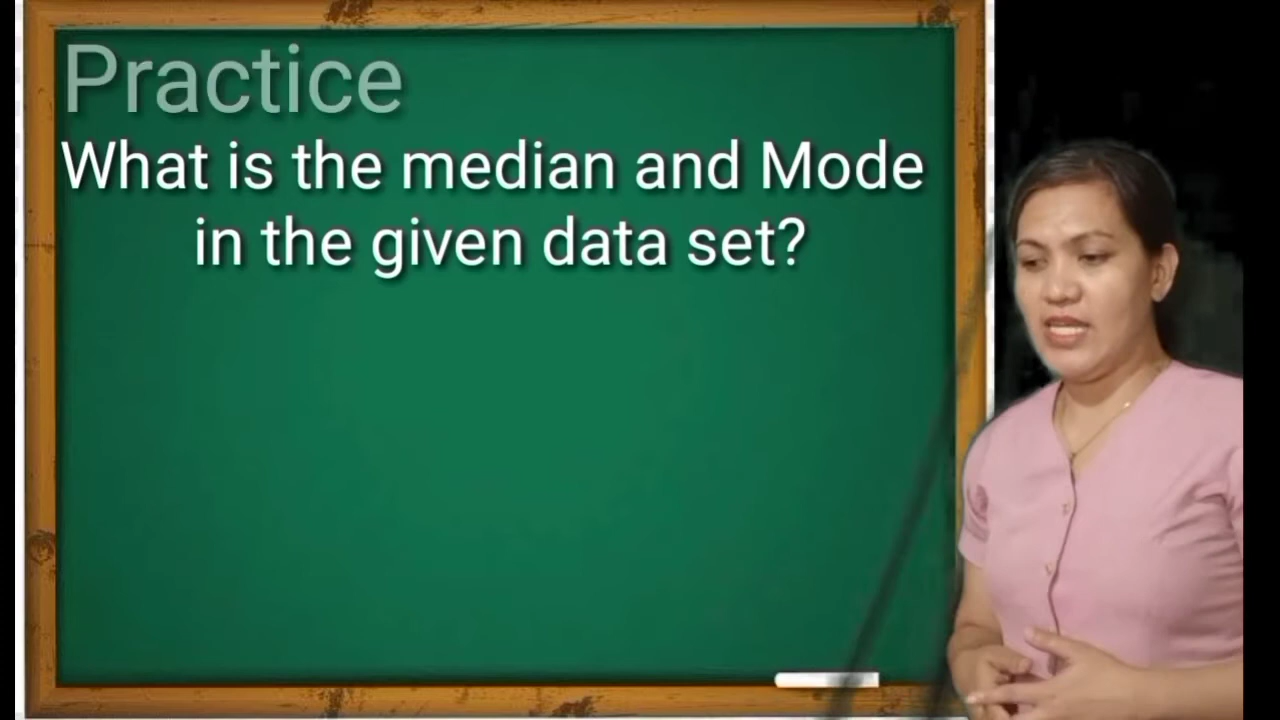 Practice
What is the median and Mode
in the given data set?